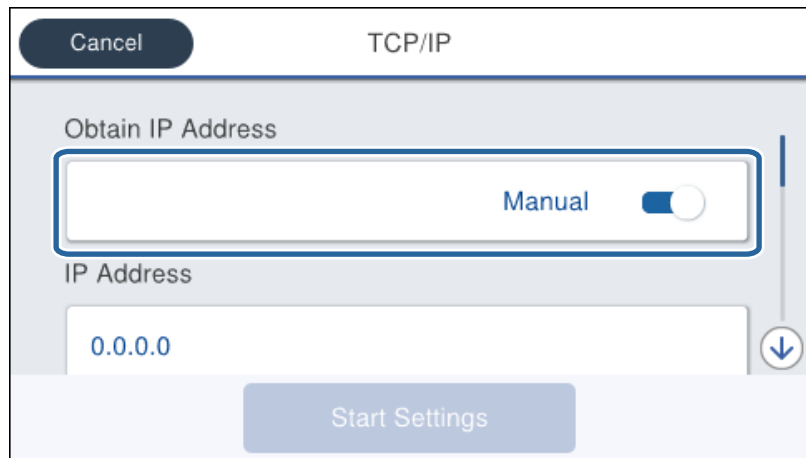 Cancel
TCP/IP
Obtain IP Address
Manual
IP Address
0.0.0.0
Start Settings